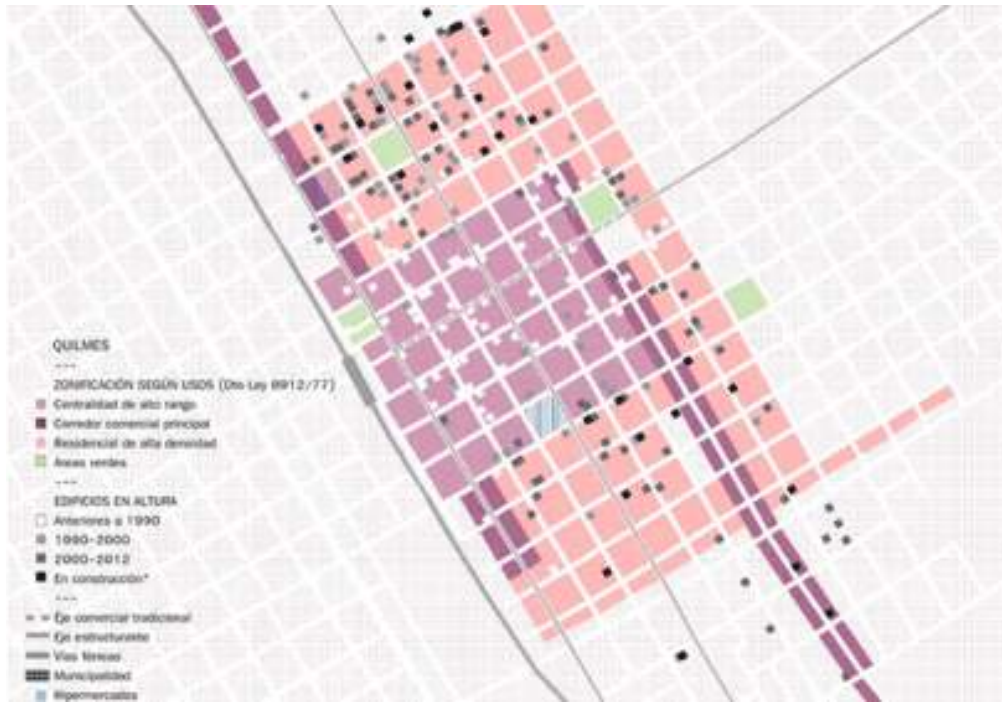 QUILMES
---
ZONIFICACIÓN SEGÚN USOS (Dto Ley 8912/77)
Centralidad de alto rango
Corredor comercial principal
Residencial de alta densidad
Áreas verdes
---
EDIFICIOS EN ALTURA
Anteriores a 1990
1990-2000
2000-2012
En construcción*
---
Eje comercial tradicional
Eje estructurante
Vías férreas
Municipalidad
Hipermercados